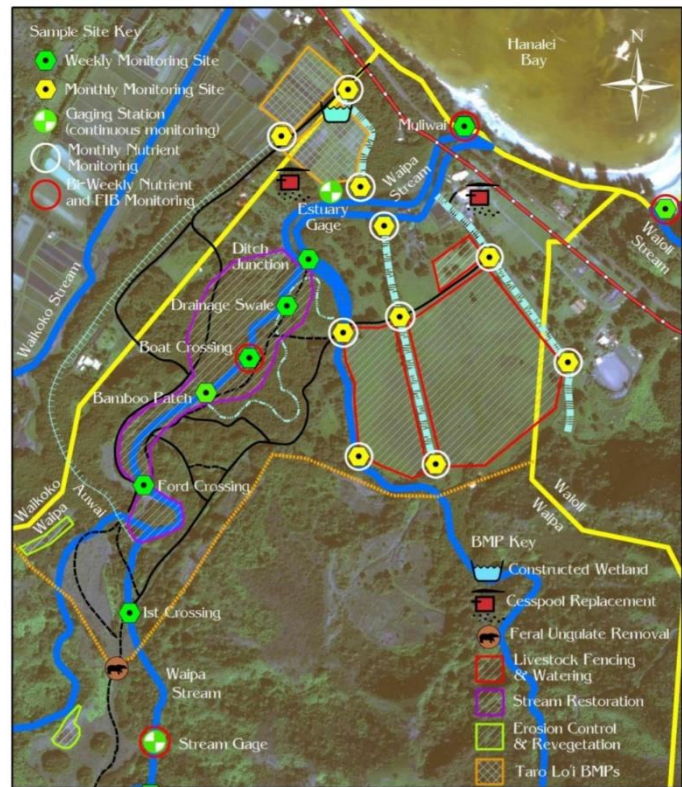 Sample Site Key
Weekly Monitoring Site
Monthly Monitoring Site
Gaging Station
(continuous monitoring)
Monthly Nutrient
Monitoring
Bi-Weekly Nutrient
and FIB Monitoring
Hanalei
Bay
N
Muliwai
Waipa
Stream
Estuary
Gage
Waioli
Stream
Ditch
Junction
Drainage Swale
Waikoko Stream
Boat Crossing
Bamboo Patch
Ford Crossing
Waikoko
Waipa
Auwai
Waioli
Waipa
1st Crossing
Waipa
Stream
Stream Gage
BMP Key
Constructed Wetland
Cesspool Replacement
Feral Ungulate Removal
Livestock Fencing
& Watering
Stream Restoration
Erosion Control
& Revegetation
Taro Lo'i BMPs